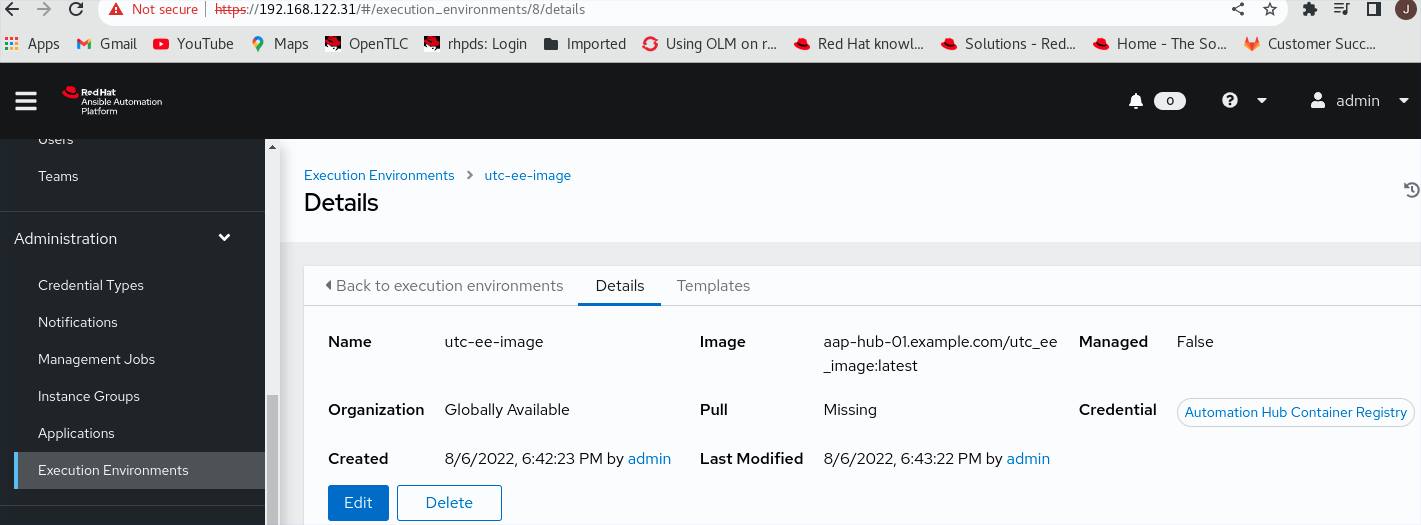 Not secure https://192.168.122.31/#/execution_environments/8/details J
Apps Gmail YouTube Maps OpenTLC rhpds: Login Imported Using OLM on r... Red Hat knowl... Solutions - Red... Home - The So... Customer Succ...
Red Hat
Ansible Automation
Platform
0 admin
Users
Teams
Administration
Credential Types
Notifications
Management Jobs
Instance Groups
Applications
Execution Environments
Execution Environments utc-ee-image
Details
Back to execution environments Details Templates
Name utc-ee-image Image aap-hub-01.example.com/utc_ee Managed False
_image:latest
Organization Globally Available Pull Missing Credential Automation Hub Container Registry
Created 8/6/2022, 6:42:23 PM by admin Last Modified 8/6/2022, 6:43:22 PM by admin
Edit Delete